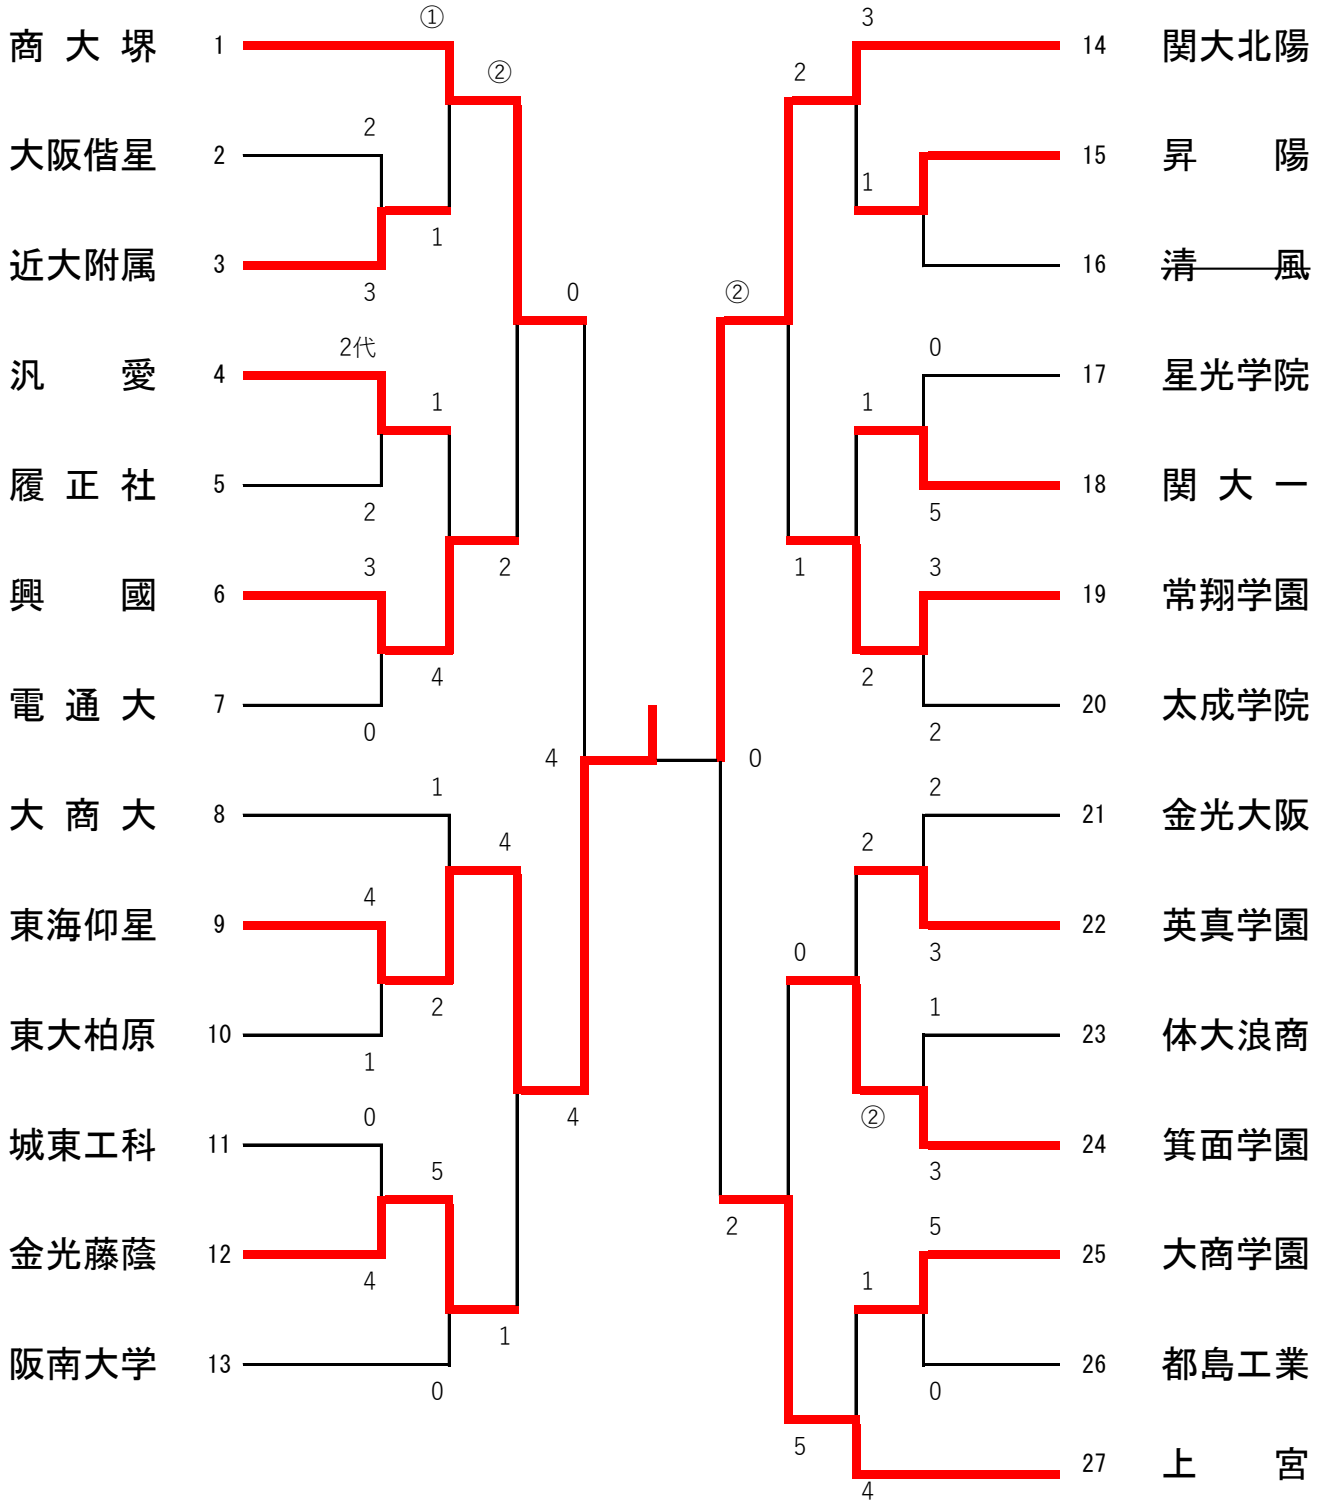 ① 3
商大堺 1 14 関大北陽
② 2
2
大阪偕星 2 15 昇陽
1
1
近大附属 3 16 清風
3 0 ②
2代 0
汎愛 4 17 星光学院
1 1
履正社 5 18 関大一
2 5
3 2 1 3
興國 6 19 常翔学園
4 2
電通大 7 20 太成学院
0 2
4 0
1 2
大商大 8 21 金光大阪
4 2
4
東海仰星 9 22 英真学園
0 3
2 1
東大柏原 10 23 体大浪商
1
0 4 ②
城東工科 11 24 箕面学園
5 3
2 5
金光藤蔭 12 25 大商学園
4 1
1
阪南大学 13 26 都島工業
0 0
5
27 上宮
4